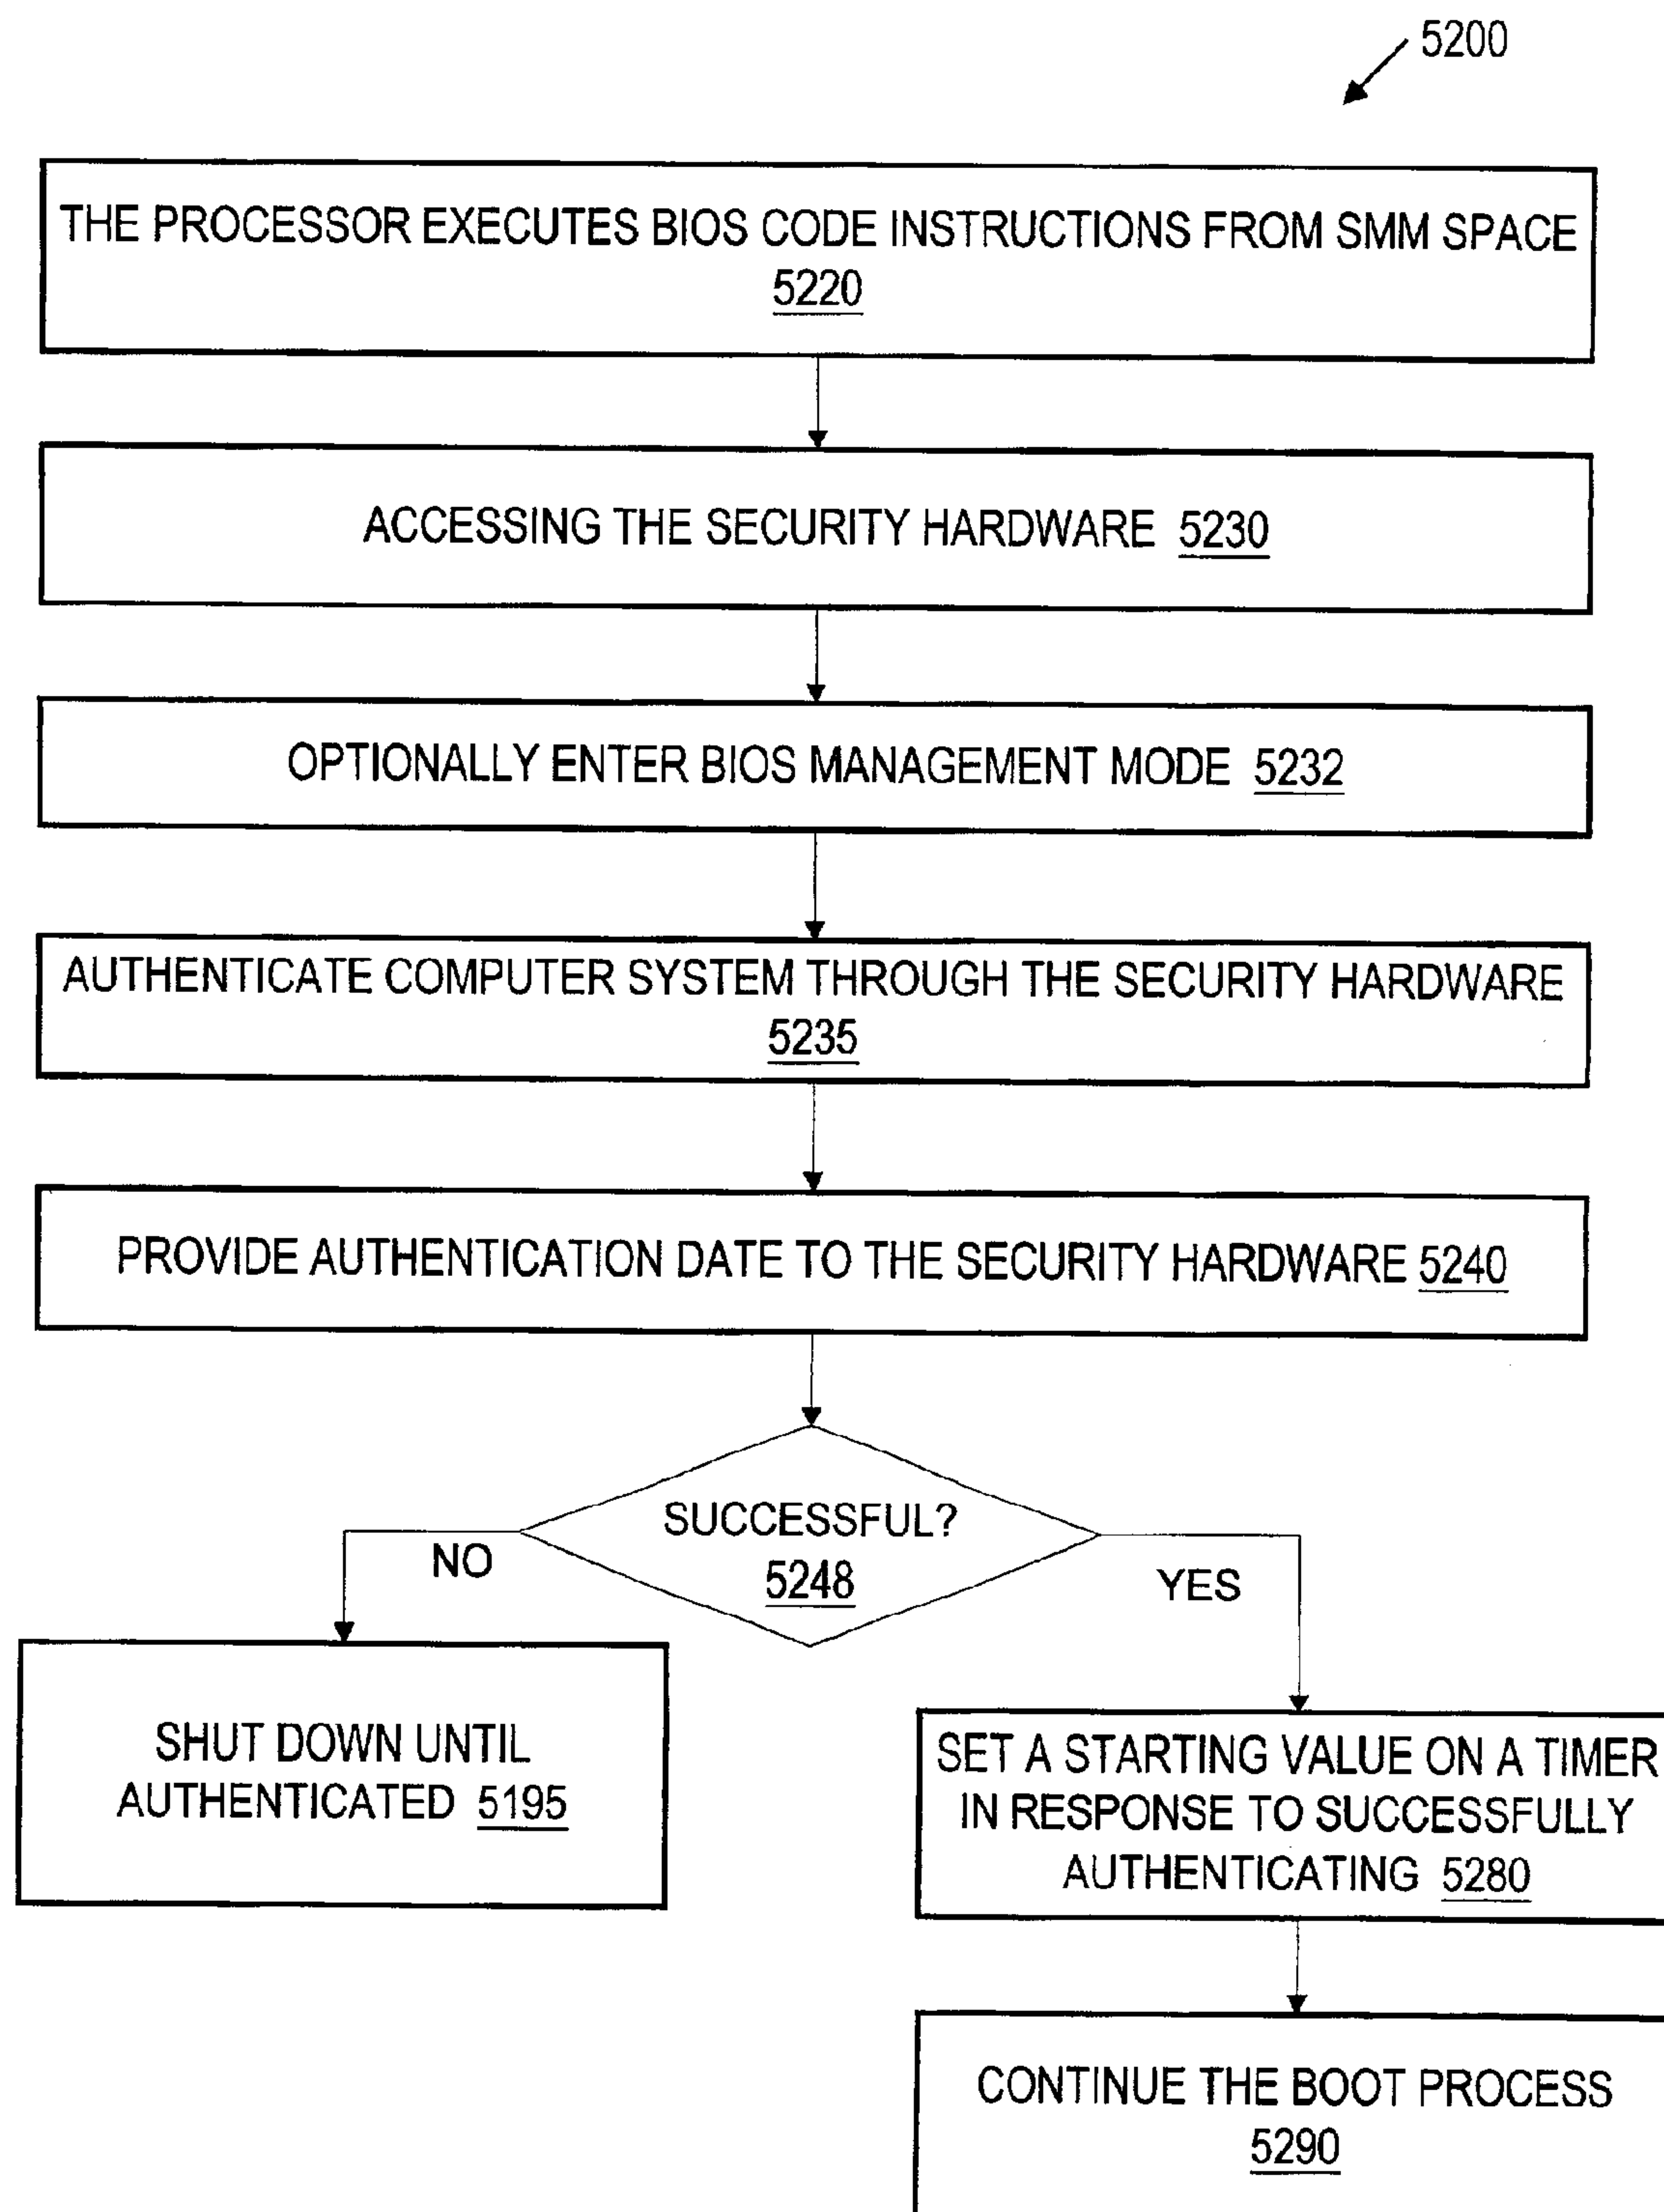 5200
THE PROCESSOR EXECUTES BIOS CODE INSTRUCTIONS FROM SMM SPACE
5220
ACCESSING THE SECURITY HARDWARE 5230
OPTIONALLY ENTER BIOS MANAGEMENT MODE 5232
AUTHENTICATE COMPUTER SYSTEM THROUGH THE SECURITY HARDWARE
5235
PROVIDE AUTHENTICATION DATE TO THE SECURITY HARDWARE 5240
SUCCESSFUL?
5248
NO
YES
SHUT DOWN UNTIL
AUTHENTICATED 5195
SET A STARTING VALUE ON A TIMER
IN RESPONSE TO SUCCESSFULLY
AUTHENTICATING 5280
CONTINUE THE BOOT PROCESS
5290